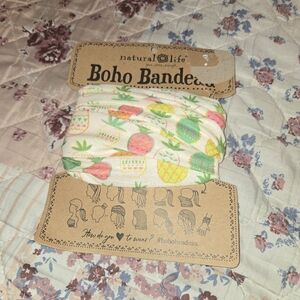 natural life
Boho Bandeau
How do you ♥ to wear? #bohobandeau